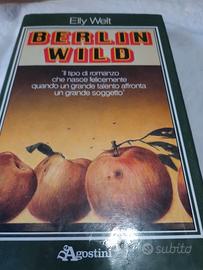 Elly Welt
BERLIN
WILD
"Il tipo di romanzo
che nasce felicemente
quando un grande talento affronta
un grande soggetto"
Agostini
subito